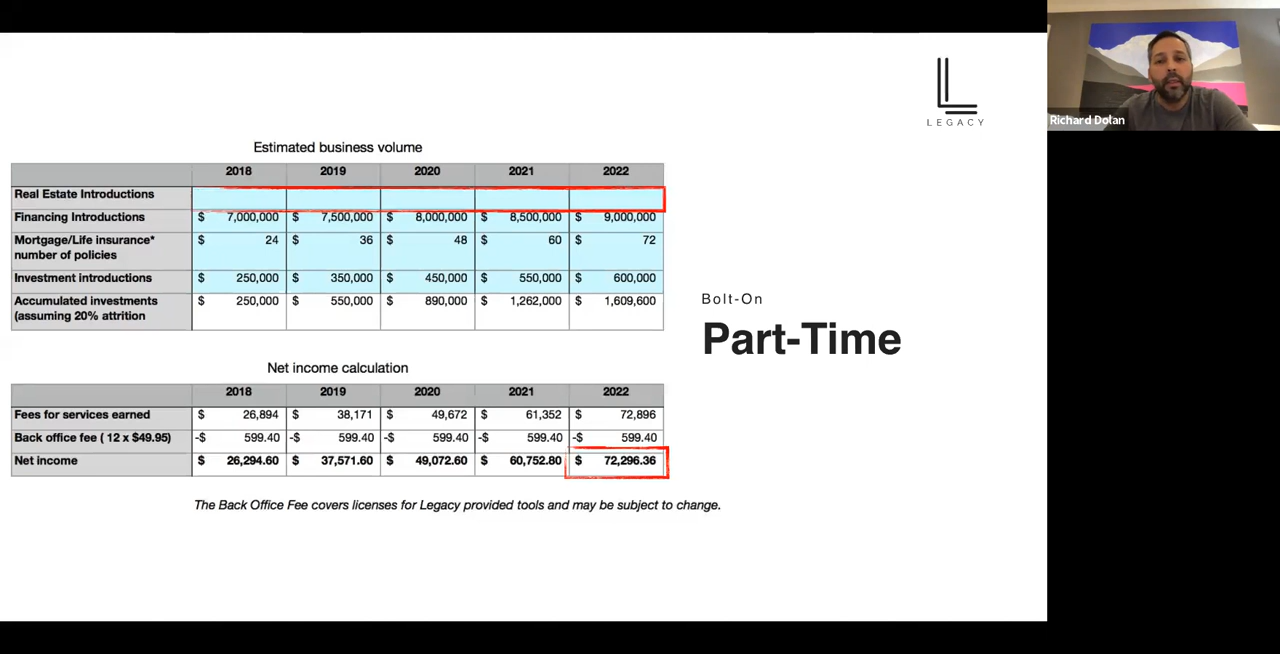 LEGACY
Richard Dolan
Estimated business volume
2018 2019 2020 2021 2022
Real Estate Introductions
Financing Introductions $ 7,000,000 $ 7,500,000 $ 8,000,000 $ 8,500,000 $ 9,000,000
Mortgage/Life insurance* $ 24 $ 36 $ 48 $ 60 $ 72
number of policies
Investment introductions $ 250,000 $ 350,000 $ 450,000 $ 550,000 $ 600,000
Accumulated investments $ 250,000 $ 550,000 $ 890,000 $ 1,262,000 $ 1,609,600
(assuming 20% attrition
Bolt-On
Part-Time
Net income calculation
2018 2019 2020 2021 2022
Fees for services earned $ 26,894 $ 38,171 $ 49,672 $ 61,352 $ 72,896
Back office fee ( 12 x $49.95) -$ 599.40 -$ 599.40 -$ 599.40 -$ 599.40 -$ 599.40
Net income $ 26,294.60 $ 37,571.60 $ 49,072.60 $ 60,752.80 $ 72,296.36
The Back Office Fee covers licenses for Legacy provided tools and may be subject to change.